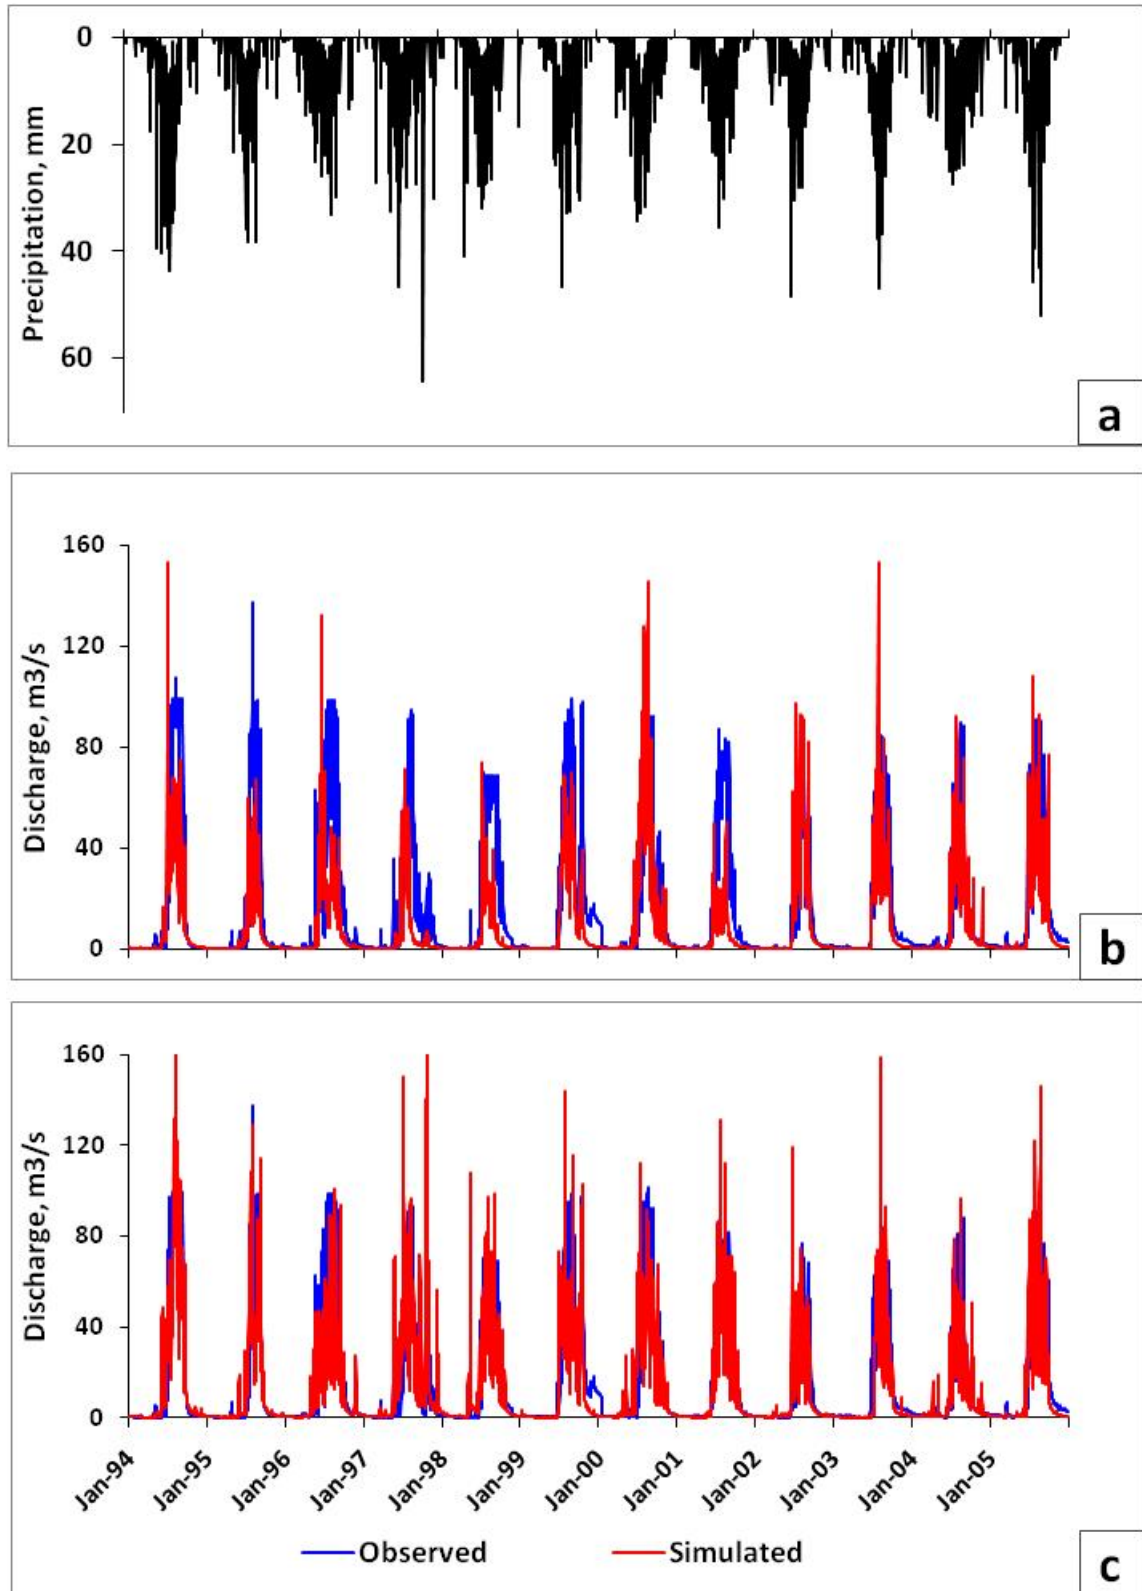 0
20
40
60
Precipitation, mm
a
160
120
80
40
0
Discharge, m3/s
b
160
120
80
40
0
Discharge, m3/s
Jan-94 Jan-95 Jan-96 Jan-97 Jan-98 Jan-99 Jan-00 Jan-01 Jan-02 Jan-03 Jan-04 Jan-05
Observed Simulated
c